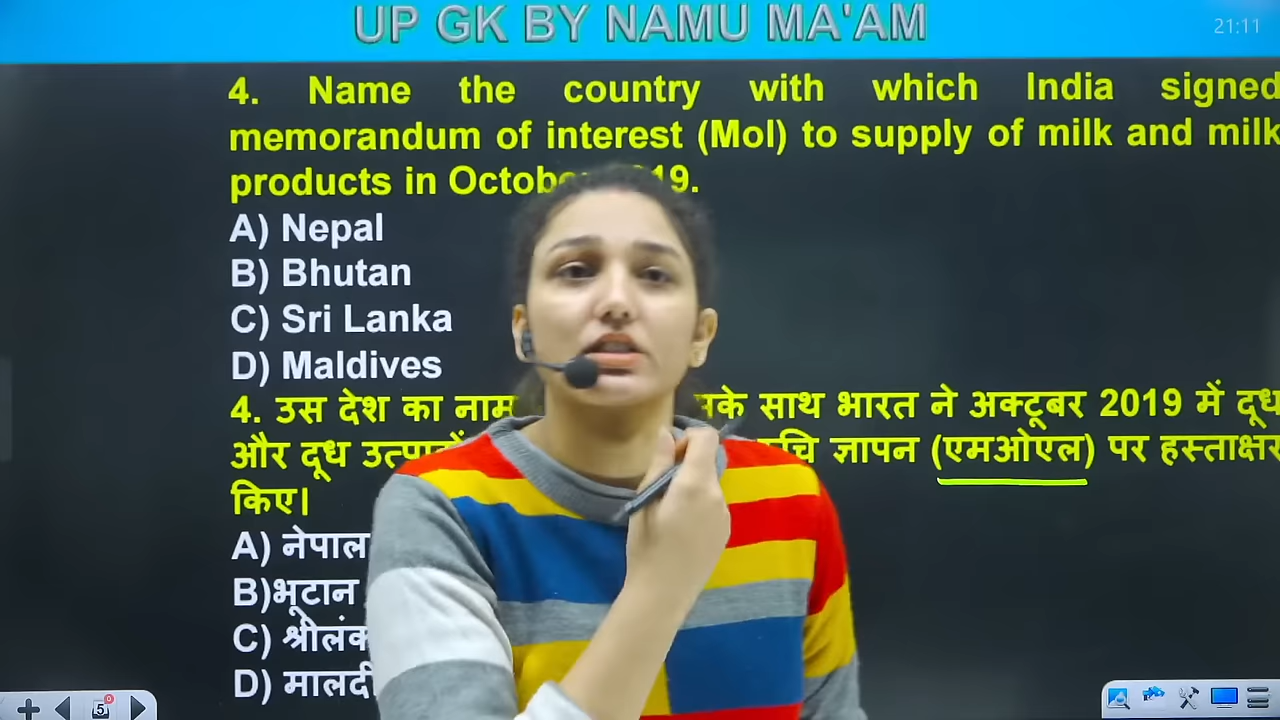 UP GK BY NAMU MA'AM
21:11
4. Name the country with which India signed
memorandum of interest (MoI) to supply of milk and milk
products in 19.
A) Nepal
B) Bhutan
C) Sri Lanka
D) Maldives
4. उस देश का नाम साथ भारत ने अक्टूबर 2019 में दूध
और दूध ज्ञापन (एमओएल) पर हस्ताक्षर
किए।
A) नेपाल
B)भूटान
C)
D)
5
0